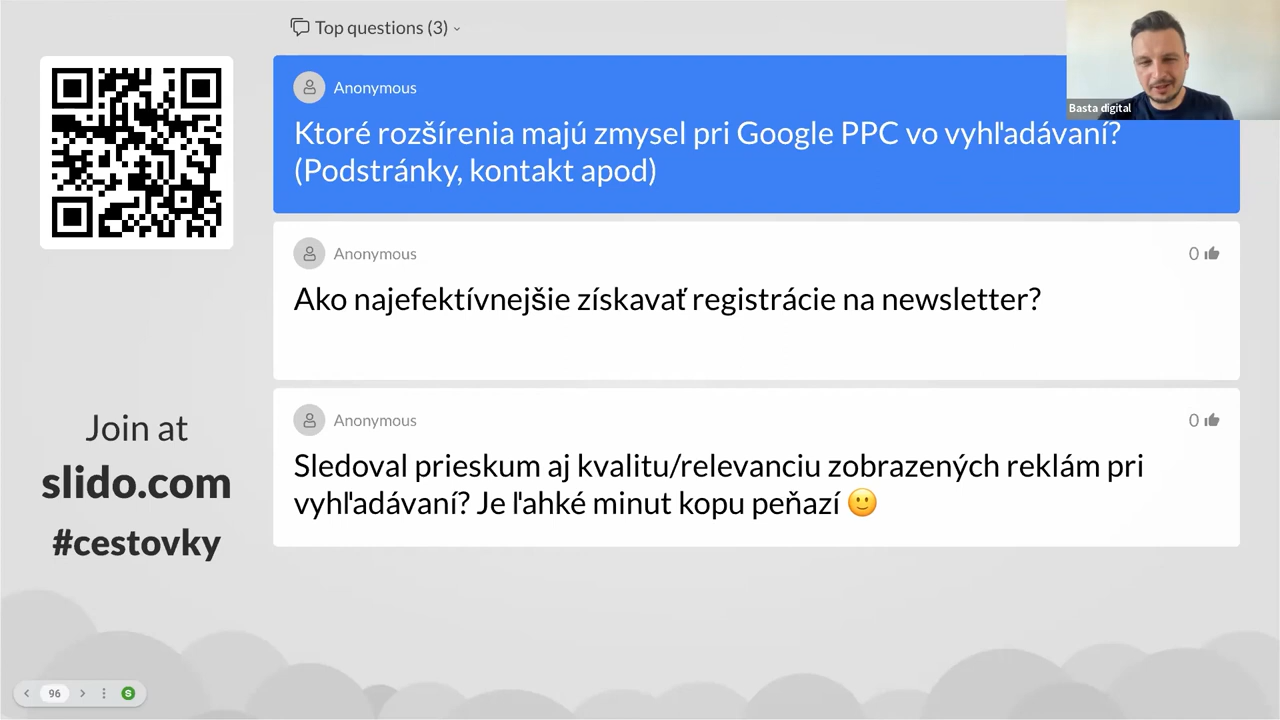 Top questions (3)
Anonymous
Basta digital
Ktoré rozšírenia majú zmysel pri Google PPC vo vyhľadávaní?
(Podstránky, kontakt apod)
Anonymous
0
Ako najefektívnejšie získavať registrácie na newsletter?
Anonymous
0
Sledoval prieskum aj kvalitu/relevanciu zobrazených reklám pri
vyhľadávaní? Je ľahké minut kopu peňazí 🙂
Join at
slido.com
#cestovky
96
S